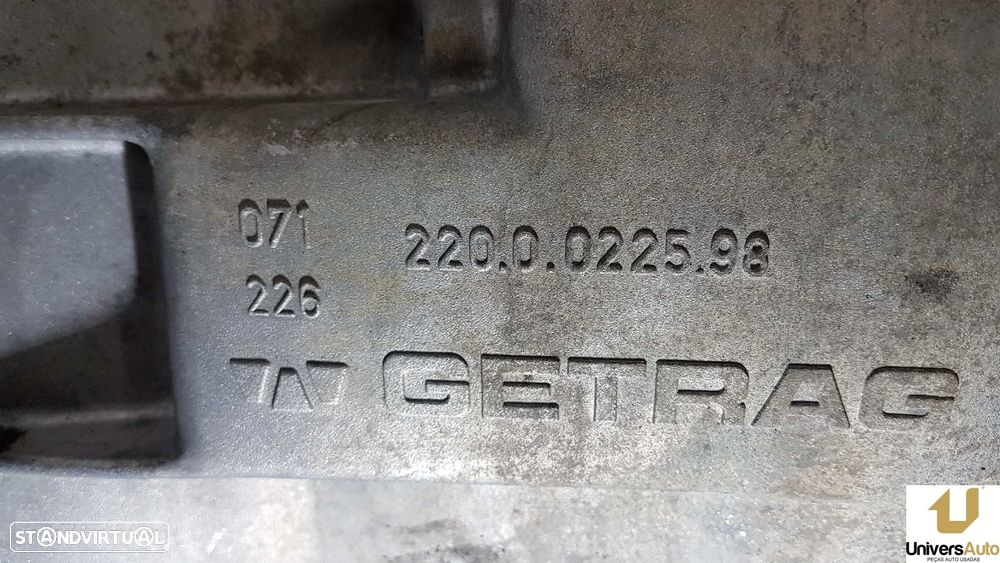 071
220.0.0225.98
226
GETRAG
STANDVIRTUAL
UniversAuto
PEÇAS AUTO USADAS